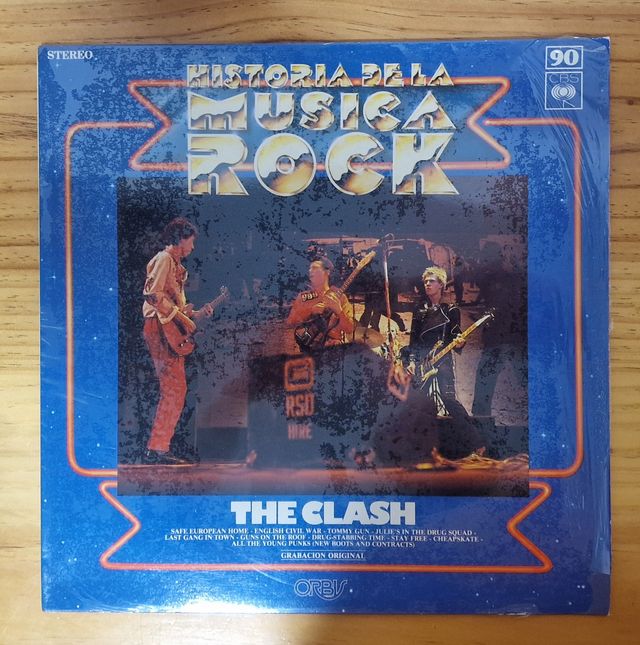 STEREO
90
CBS
HISTORIA DE LA
MUSICA
ROCK
RSD
HIRE
THE CLASH
SAFE EUROPEAN HOME - ENGLISH CIVIL WAR - TOMMY GUN - JULIE'S IN THE DRUG SQUAD -
LAST GANG IN TOWN - GUNS ON THE ROOF - DRUG-STABBING TIME - STAY FREE - CHEAPSKATE -
ALL THE YOUNG PUNKS (NEW BOOTS AND CONTRACTS)
GRABACION ORIGINAL
ORBIS